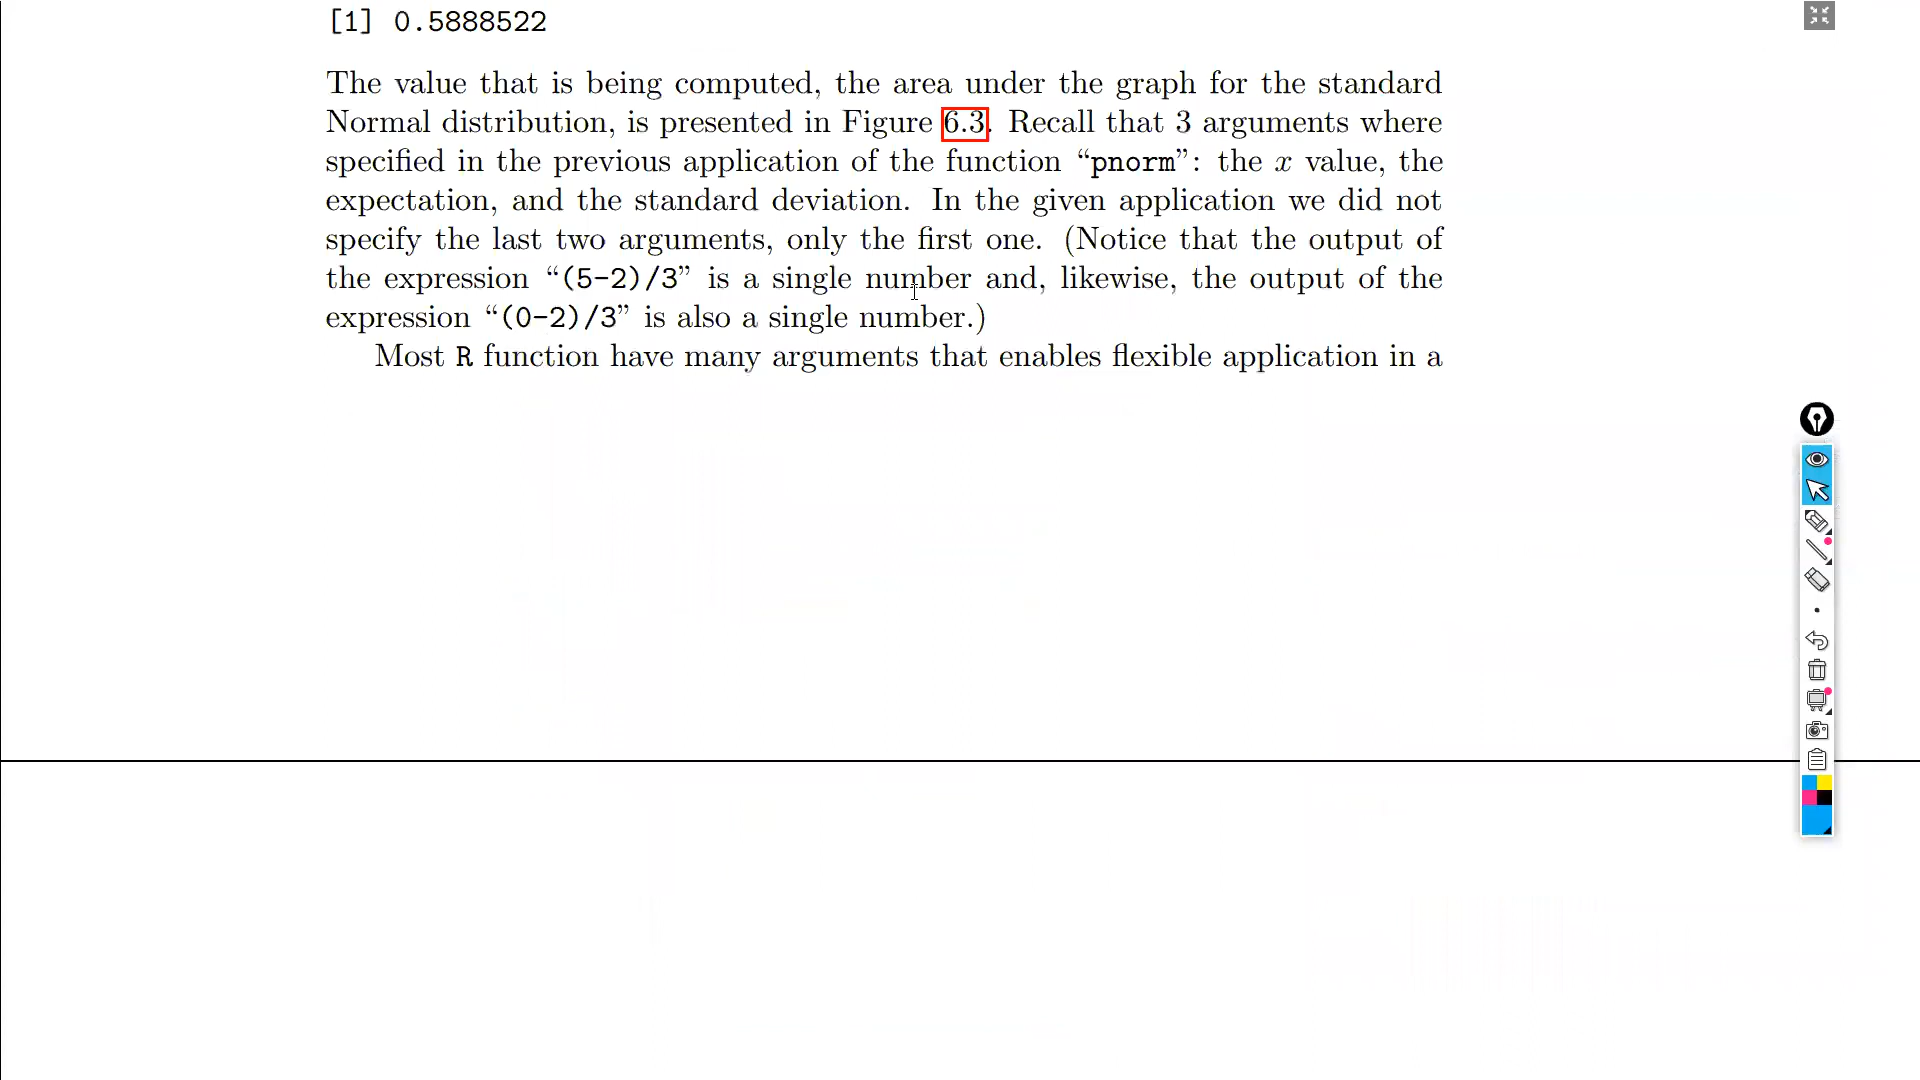 [1] 0.5888522
The value that is being computed, the area under the graph for the standard
Normal distribution, is presented in Figure 6.3. Recall that 3 arguments where
specified in the previous application of the function “pnorm”: the x value, the
expectation, and the standard deviation. In the given application we did not
specify the last two arguments, only the first one. (Notice that the output of
the expression “(5-2)/3” is a single number and, likewise, the output of the
expression “(0-2)/3” is also a single number.)
Most R function have many arguments that enables flexible application in a